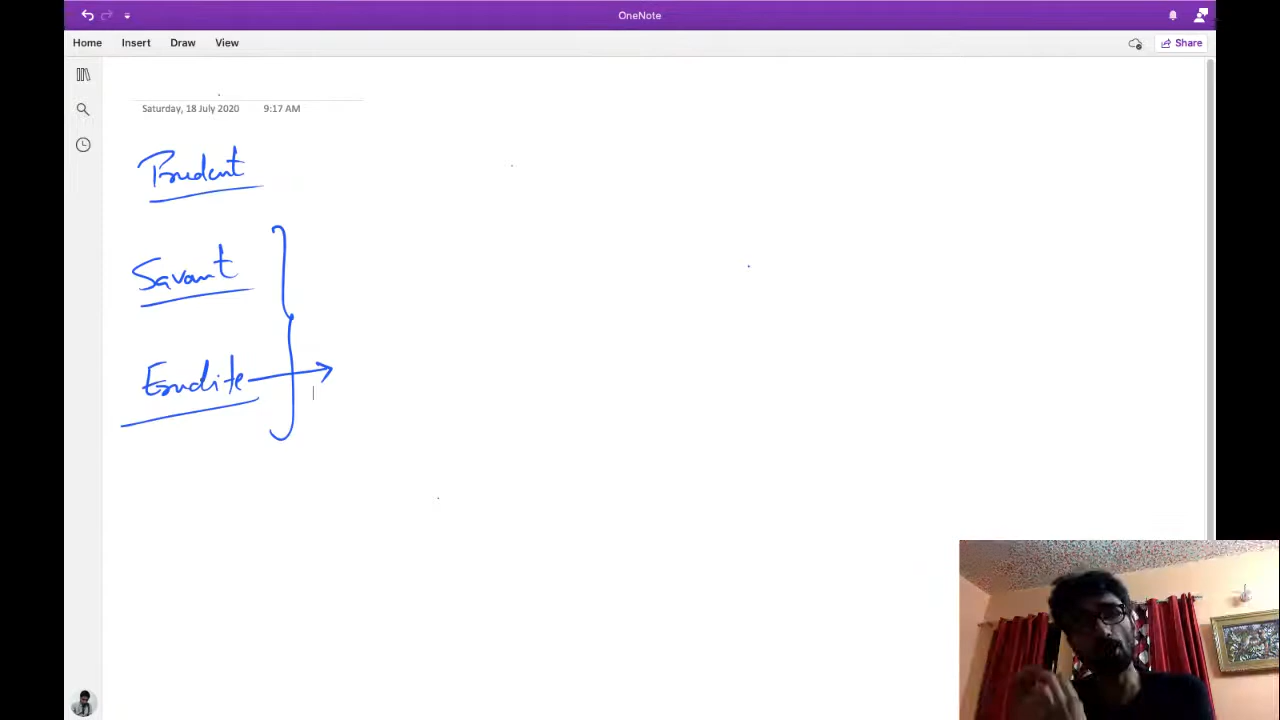 OneNote
Home Insert Draw View Share
Saturday, 18 July 2020 9:17 AM
Prudent
Savant
Erudite